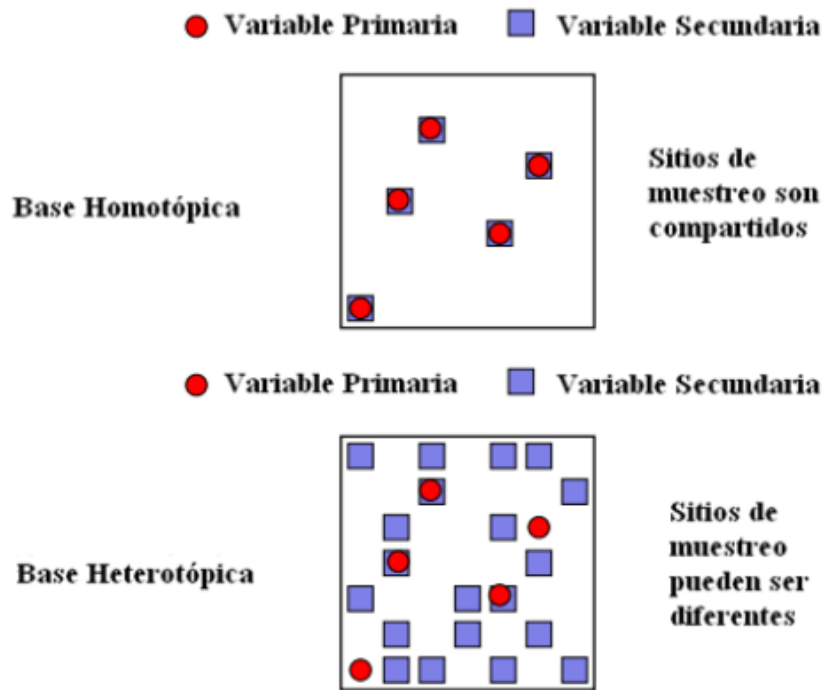 Variable Primaria Variable Secundaria
Base Homotópica
Sitios de
muestreo son
compartidos
Variable Primaria Variable Secundaria
Base Heterotópica
Sitios de
muestreo
pueden ser
diferentes